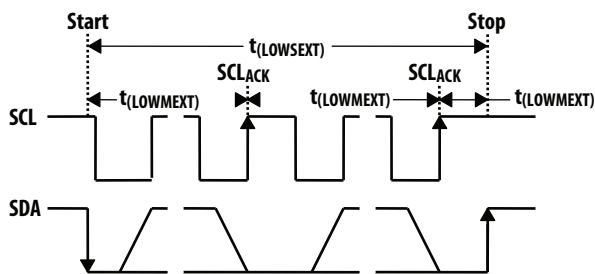 Start Stop
t(LOWSEXT)
SCLACK SCLACK
t(LOWMEXT) t(LOWMEXT) t(LOWMEXT)
SCL
SDA